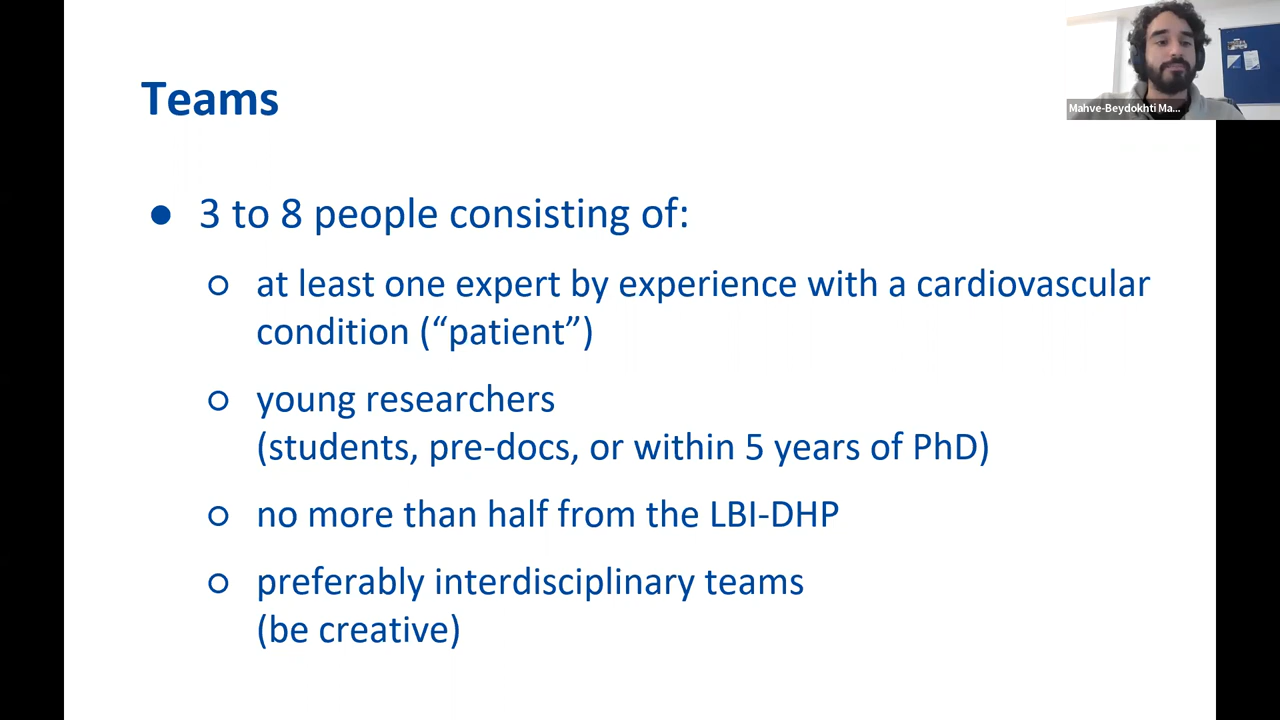 Teams
● 3 to 8 people consisting of:
○ at least one expert by experience with a cardiovascular
condition (“patient”)
○ young researchers
(students, pre-docs, or within 5 years of PhD)
○ no more than half from the LBI-DHP
○ preferably interdisciplinary teams
(be creative)
Mahve-Beydokhti Ma...